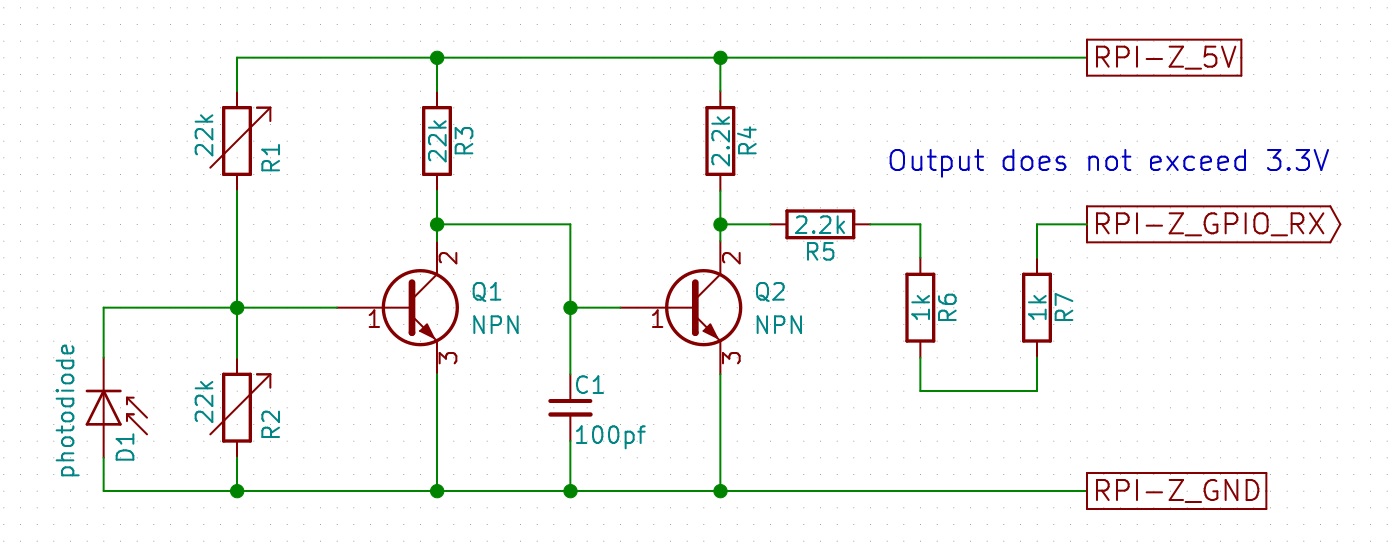 RPI-Z_5V
22k
R1
22k
R3
2.2k
R4
Output does not exceed 3.3V
RPI-Z_GPIO_RX
2.2k
R5
2
2
Q1
NPN
1
3
Q2
NPN
1
3
1k
R6
1k
R7
photodiode
D1
22k
R2
C1
100pf
RPI-Z_GND